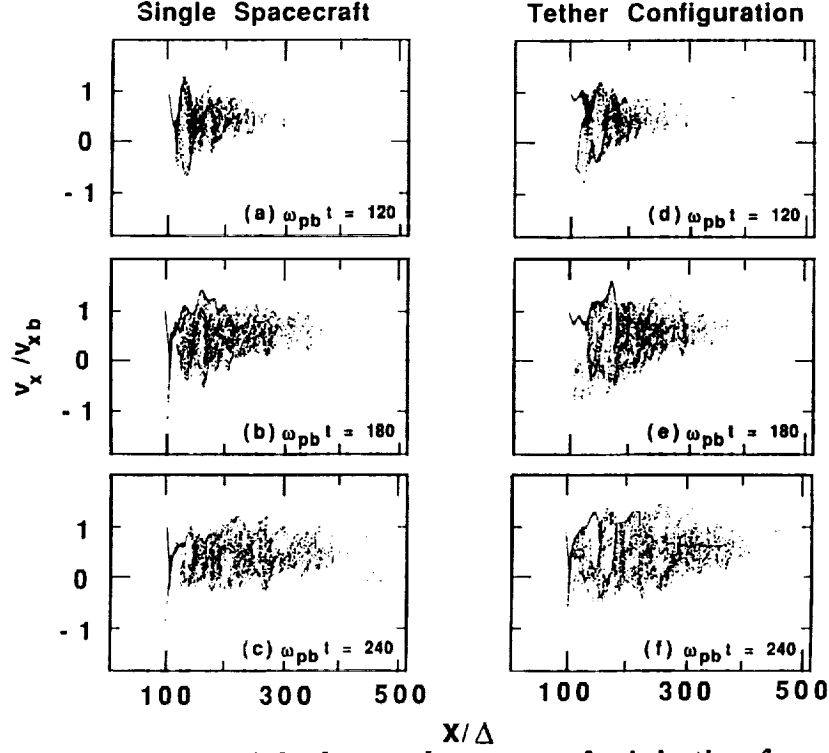 Single Spacecraft
Tether Configuration
1
0
- 1
(a) ω_pb t = 120
(d) ω_pb t = 120
v_x / v_xb
1
0
- 1
(b) ω_pb t = 180
(e) ω_pb t = 180
1
0
- 1
(c) ω_pb t = 240
(f) ω_pb t = 240
100 300 500
100 300 500
X/Δ